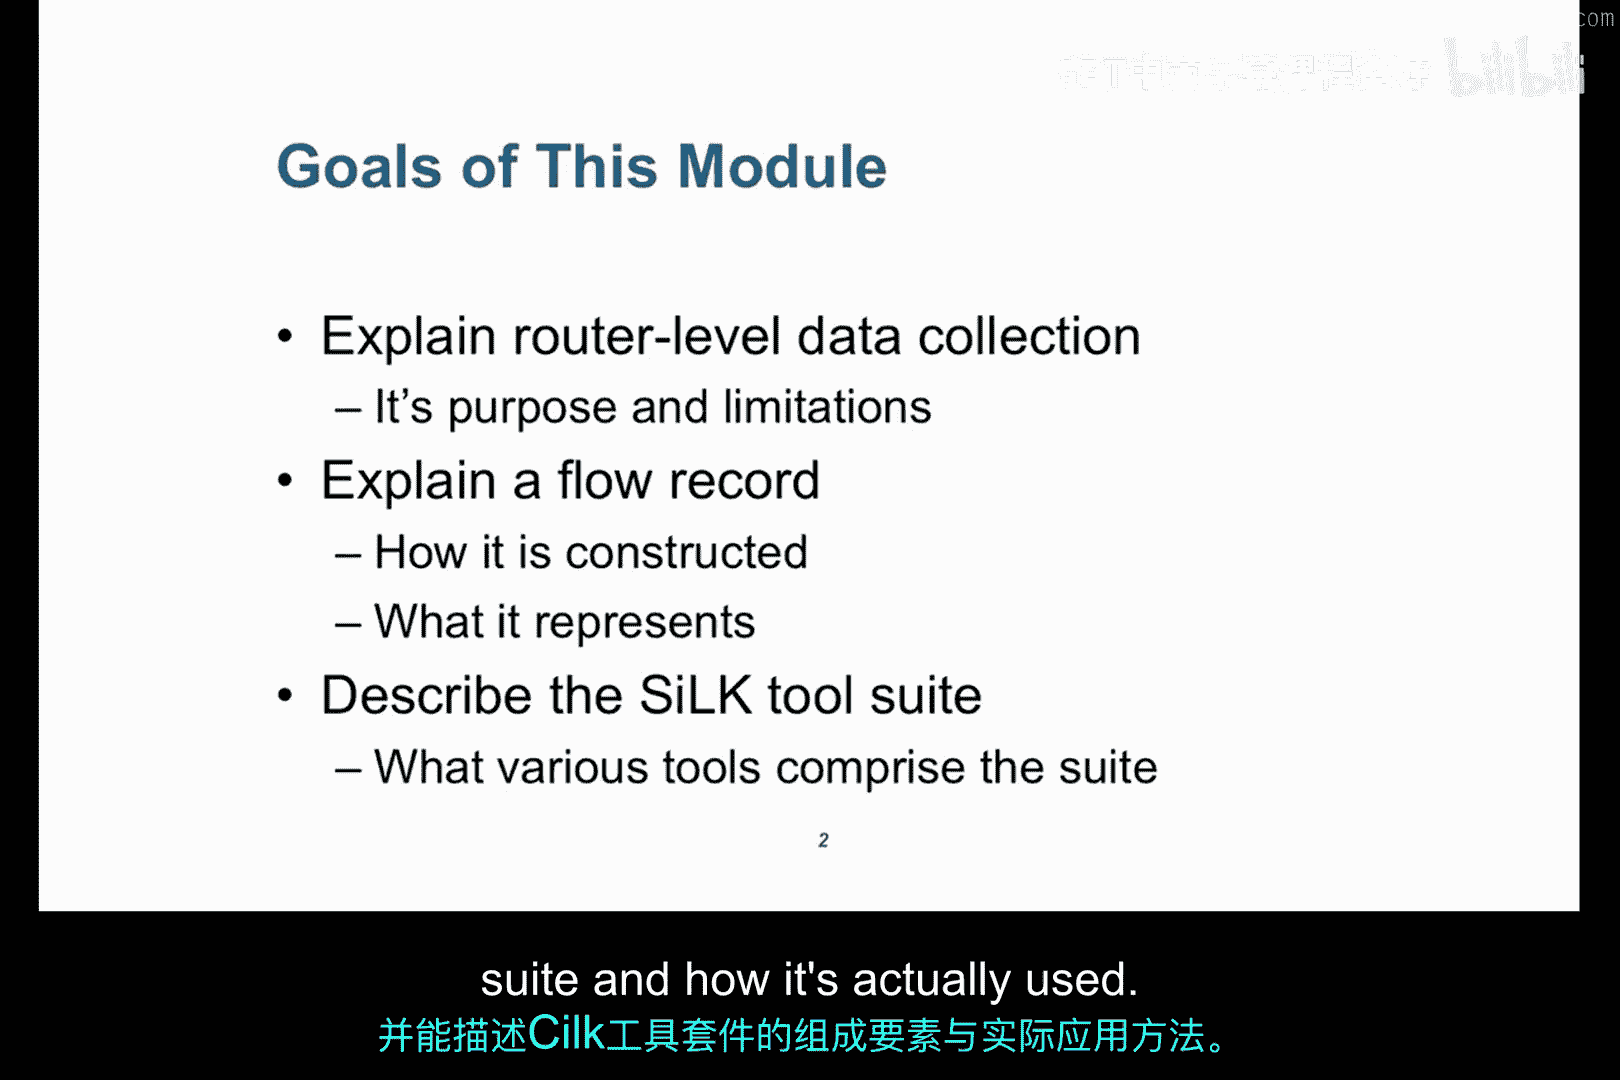 com
bilibili
Goals of This Module
• Explain router-level data collection
– It’s purpose and limitations
• Explain a flow record
– How it is constructed
– What it represents
• Describe the SiLK tool suite
– What various tools comprise the suite
2
suite and how it's actually used.
并能描述Cilk工具套件的组成要素与实际应用方法。